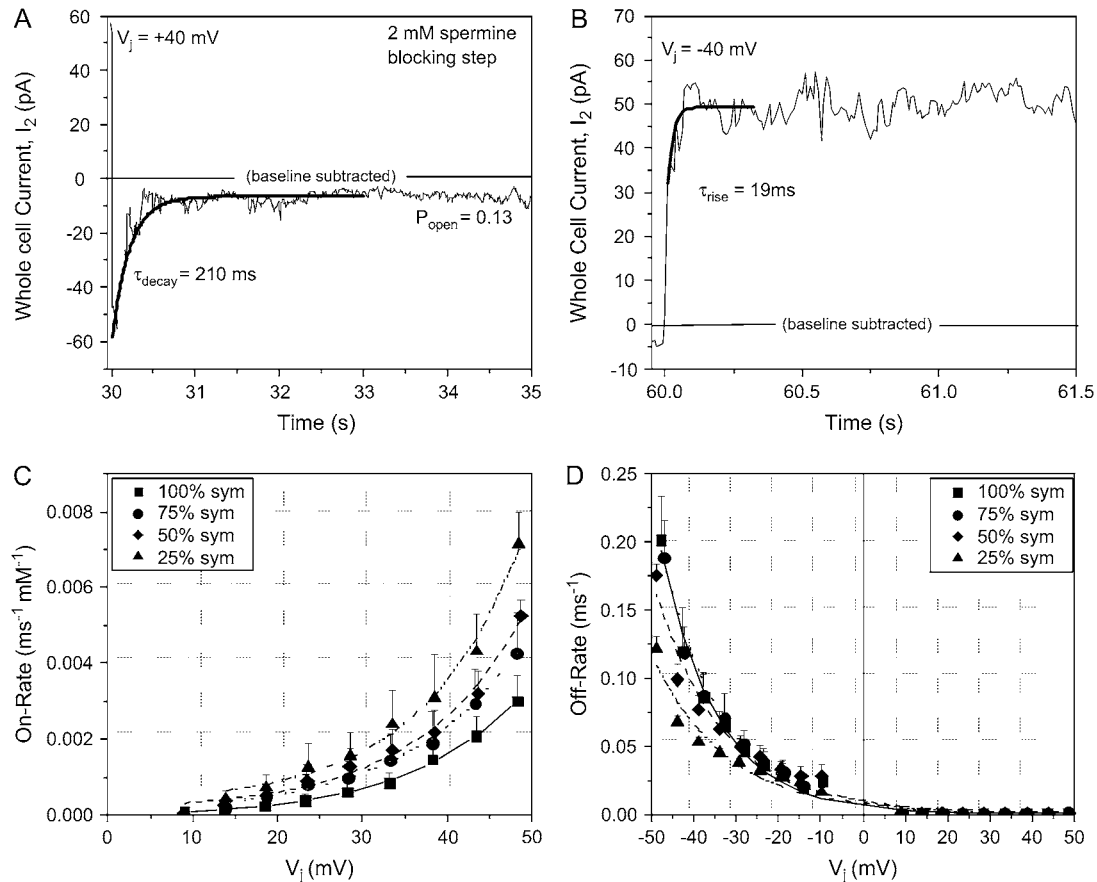 A
V_j = +40 mV
2 mM spermine
blocking step
Whole cell Current, I_2 (pA)
60
40
20
0
-20
-40
-60
(baseline subtracted)
P_open = 0.13
τ_decay = 210 ms
30
31
32
33
34
35
Time (s)
B
V_j = -40 mV
Whole Cell Current, I_2 (pA)
70
60
50
40
30
20
10
0
-10
τ_rise = 19ms
(baseline subtracted)
60.0
60.5
61.0
61.5
Time (s)
C
100% sym
75% sym
50% sym
25% sym
On-Rate (ms⁻¹ mM⁻¹)
0.008
0.006
0.004
0.002
0.000
0
10
20
30
40
50
V_j (mV)
D
100% sym
75% sym
50% sym
25% sym
Off-Rate (ms⁻¹)
0.25
0.20
0.15
0.10
0.05
0.00
-50
-40
-30
-20
-10
0
10
20
30
40
50
V_j (mV)